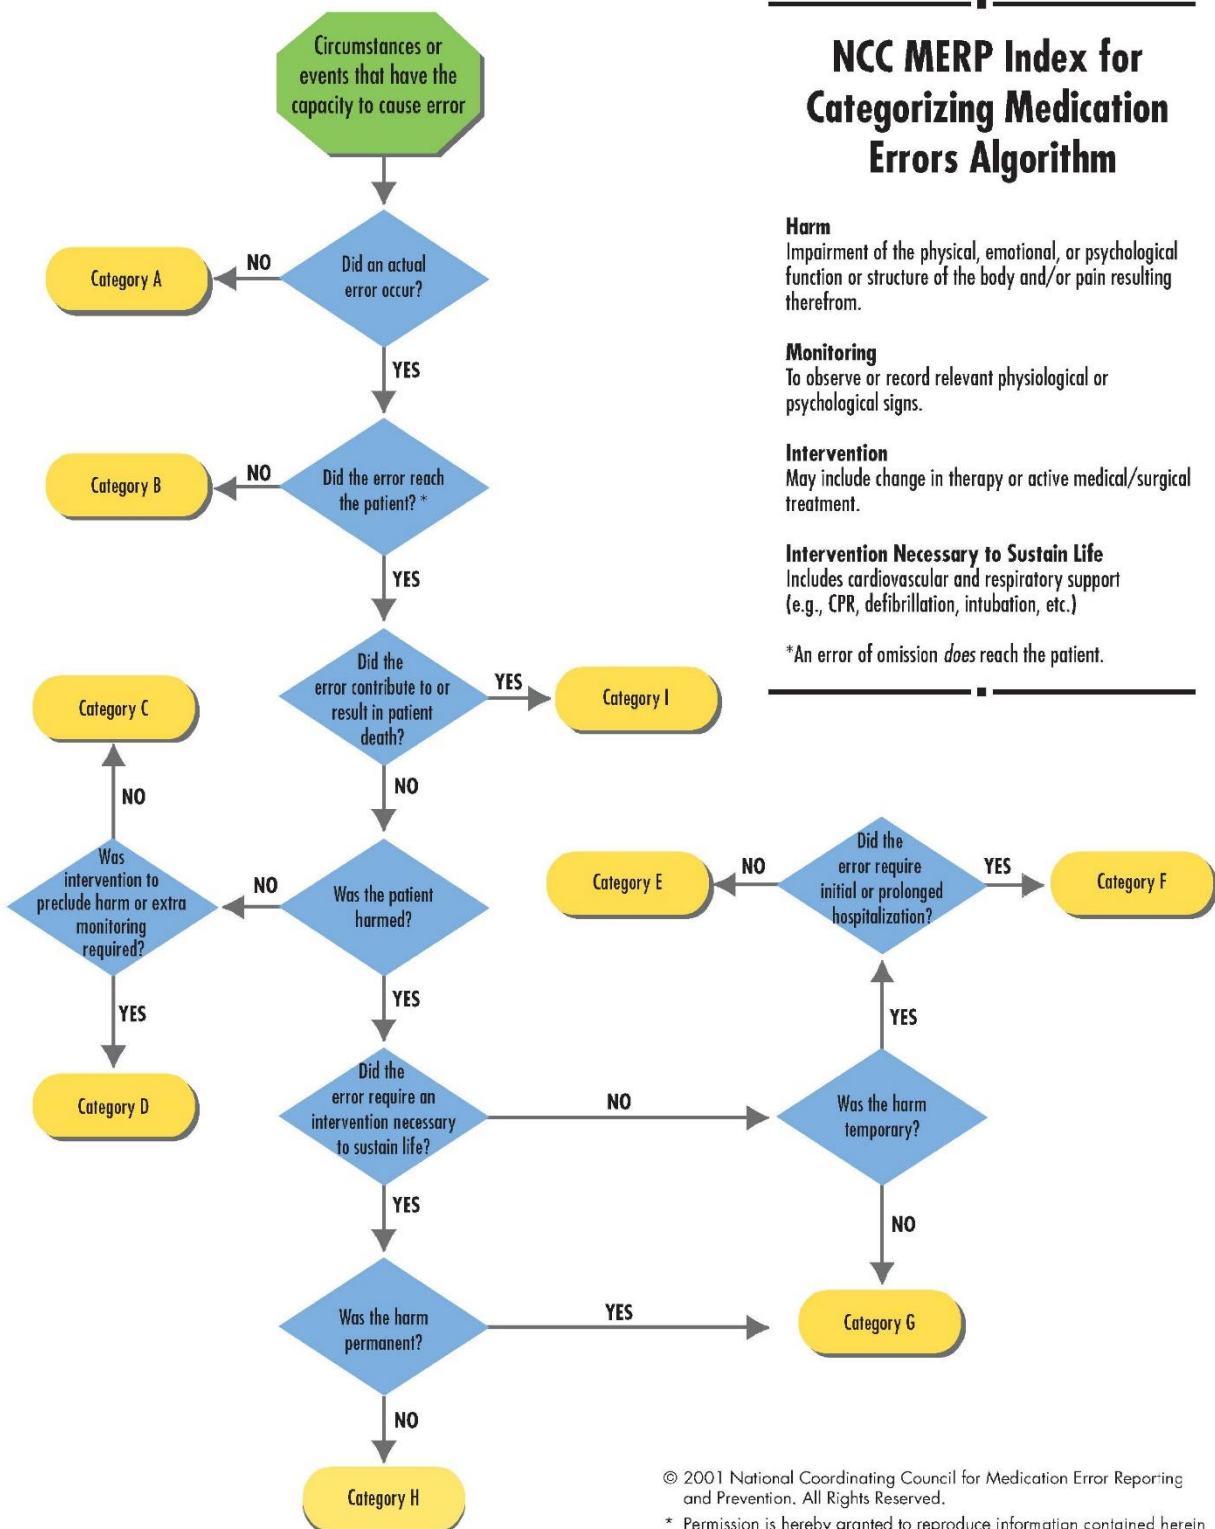 Circumstances or
events that have the
capacity to cause error
NCC MERP Index for
Categorizing Medication
Errors Algorithm
Harm
Impairment of the physical, emotional, or psychological
function or structure of the body and/or pain resulting
therefrom.
Monitoring
To observe or record relevant physiological or
psychological signs.
Intervention
May include change in therapy or active medical/surgical
treatment.
Intervention Necessary to Sustain Life
Includes cardiovascular and respiratory support
(e.g., CPR, defibrillation, intubation, etc.)
*An error of omission does reach the patient.
Did an actual
error occur?
NO
Category A
YES
Did the error reach
the patient? *
NO
Category B
YES
Did the
error contribute to or
result in patient
death?
YES
Category I
NO
Was the patient
harmed?
NO
Was
intervention to
preclude harm or extra
monitoring
required?
NO
Category C
YES
Category D
YES
Did the
error require an
intervention necessary
to sustain life?
NO
Was the harm
temporary?
YES
Did the
error require
initial or prolonged
hospitalization?
NO
Category E
YES
Category F
NO
Category G
YES
Was the harm
permanent?
YES
NO
Category H
© 2001 National Coordinating Council for Medication Error Reporting
and Prevention. All Rights Reserved.
* Permission is hereby granted to reproduce information contained herein